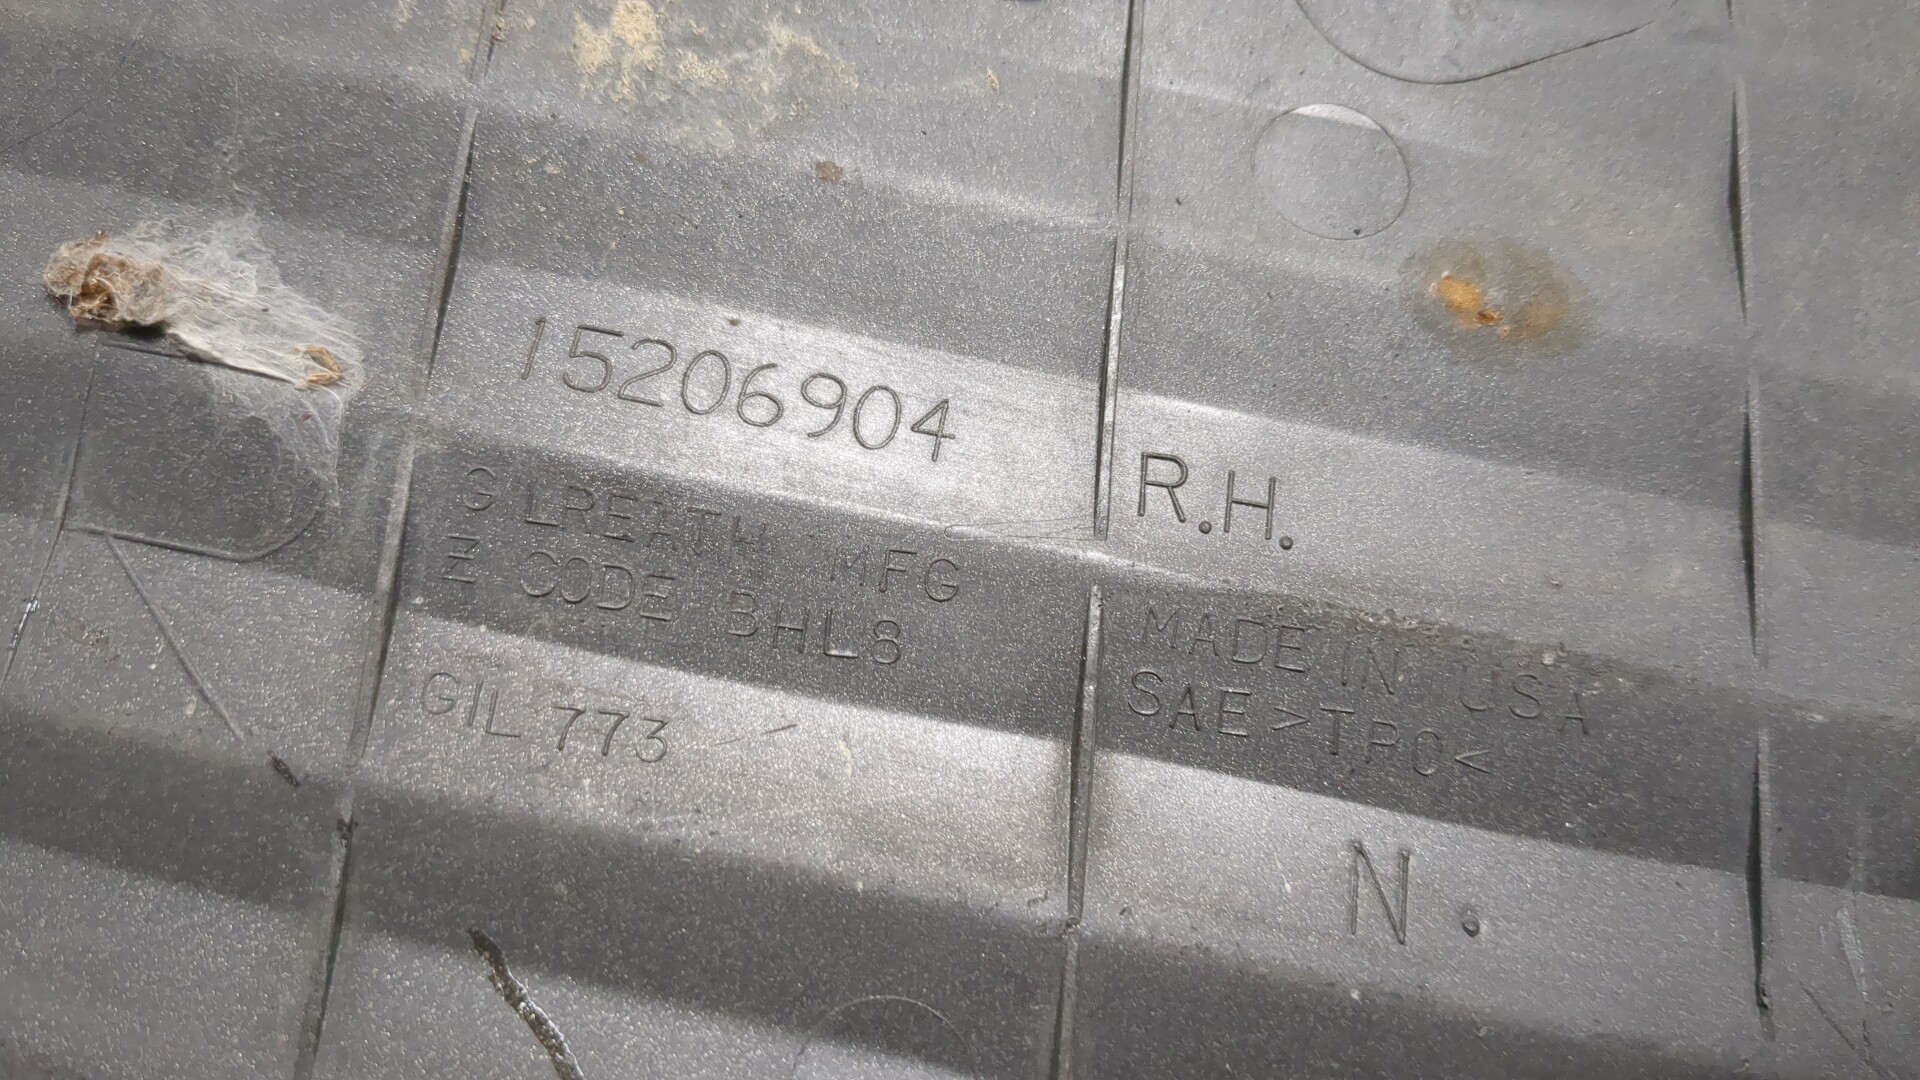 15206904
R.H.
GILREATH MFG
Z CODE BHL8
GIL 773
MADE IN USA
SAE >TPO<
N.